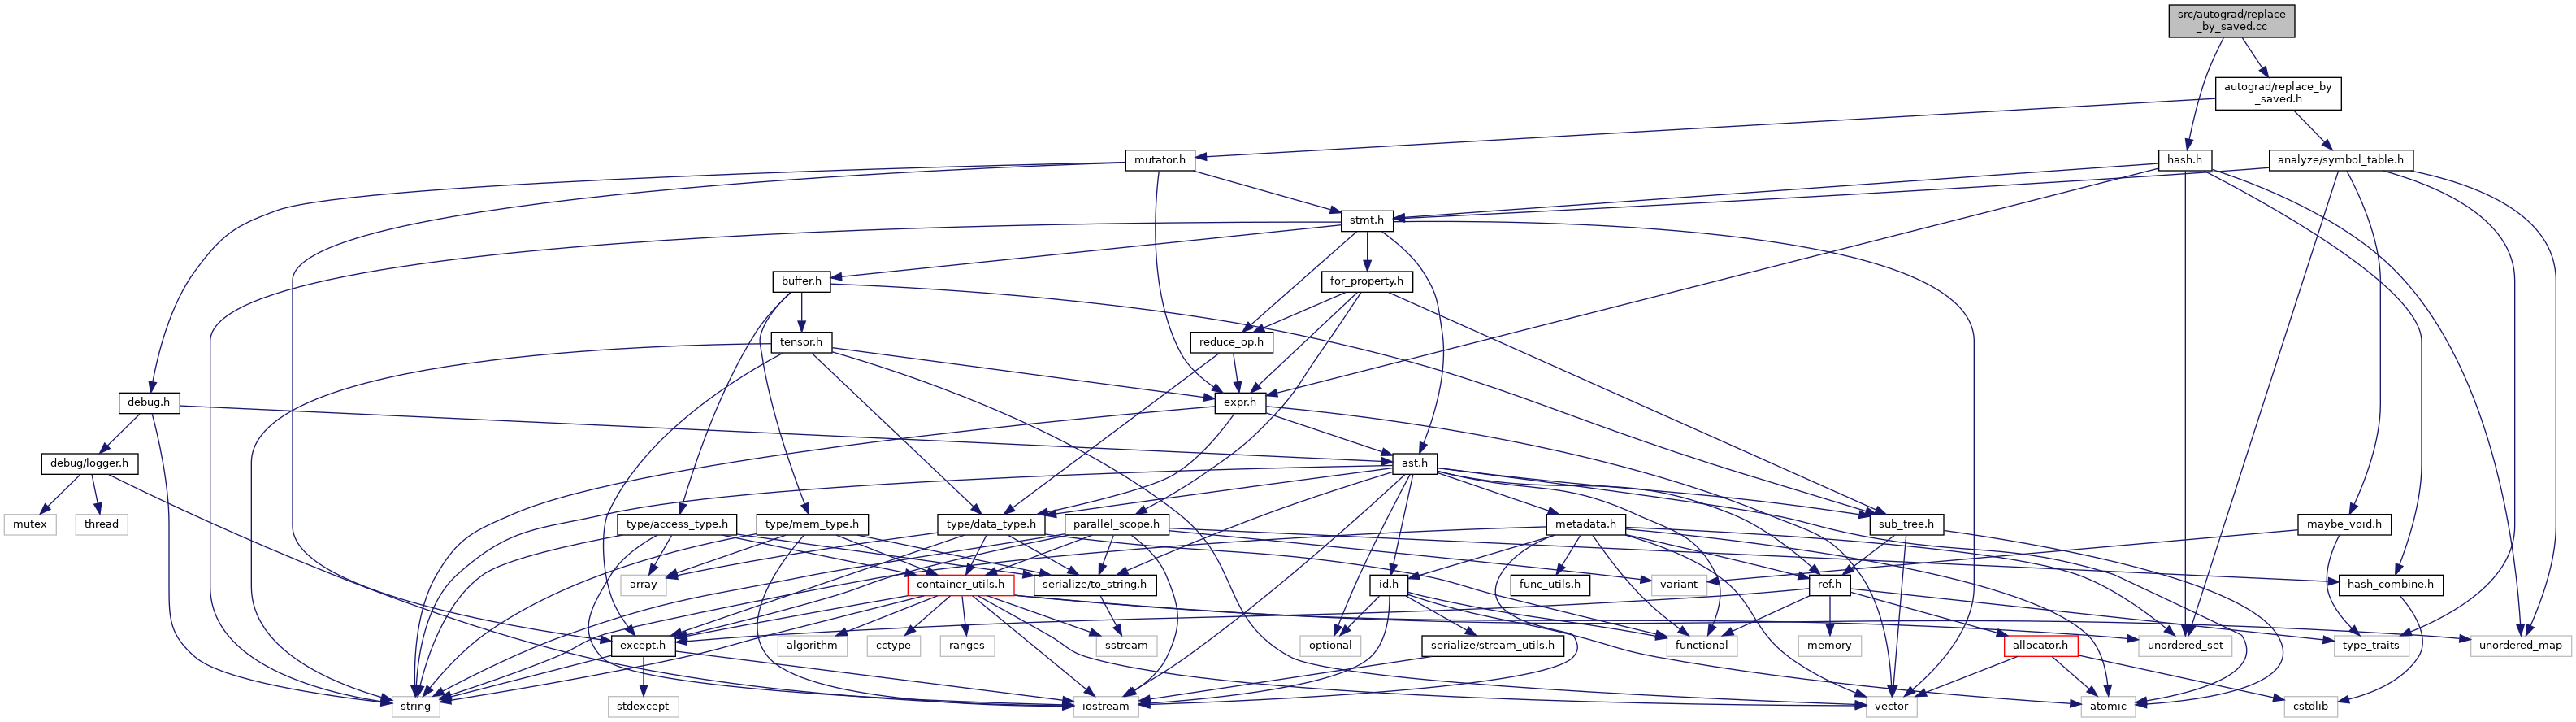 src/autograd/replace
_by_saved.cc
autograd/replace_by
_saved.h
mutator.h
hash.h
analyze/symbol_table.h
stmt.h
buffer.h
for_property.h
tensor.h
reduce_op.h
debug.h
expr.h
debug/logger.h
ast.h
mutex
thread
type/access_type.h
type/mem_type.h
type/data_type.h
parallel_scope.h
metadata.h
sub_tree.h
maybe_void.h
array
container_utils.h
serialize/to_string.h
id.h
func_utils.h
variant
ref.h
hash_combine.h
except.h
algorithm
cctype
ranges
sstream
optional
serialize/stream_utils.h
functional
memory
allocator.h
unordered_set
type_traits
unordered_map
string
stdexcept
iostream
vector
atomic
cstdlib